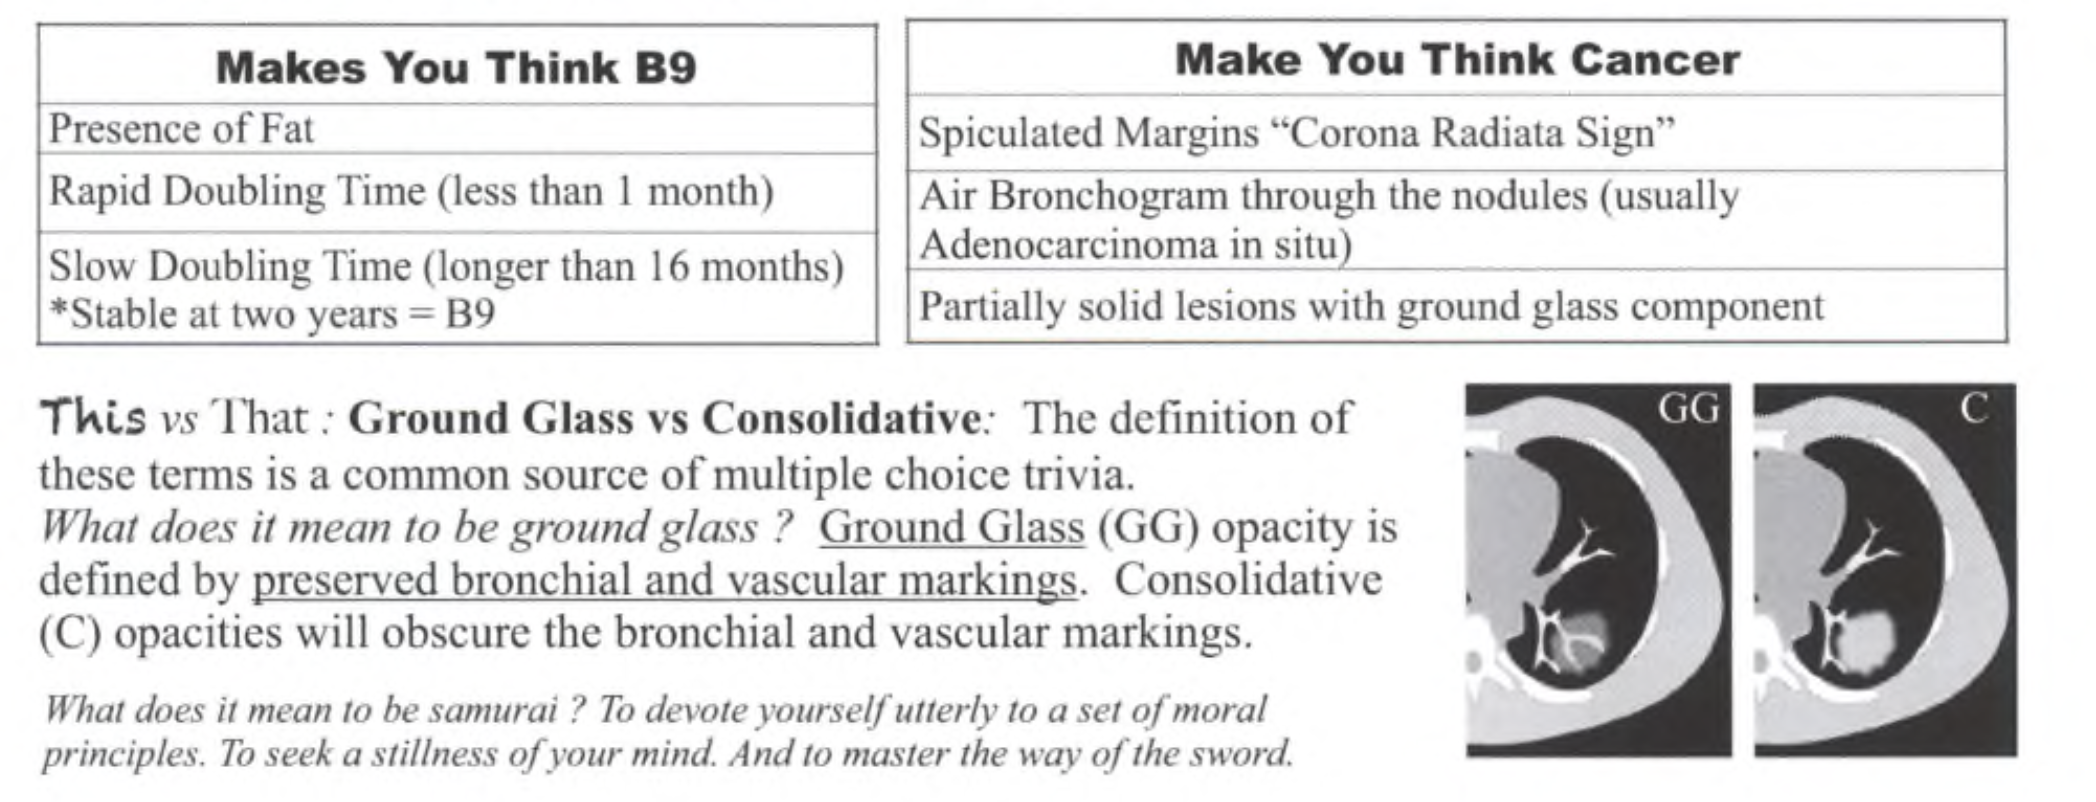 Makes You Think B9
Presence of Fat
Rapid Doubling Time (less than 1 month)
Slow Doubling Time (longer than 16 months)
*Stable at two years = B9
Make You Think Cancer
Spiculated Margins “Corona Radiata Sign”
Air Bronchogram through the nodules (usually
Adenocarcinoma in situ)
Partially solid lesions with ground glass component
This vs That : Ground Glass vs Consolidative: The definition of
these terms is a common source of multiple choice trivia.
What does it mean to be ground glass ? Ground Glass (GG) opacity is
defined by preserved bronchial and vascular markings. Consolidative
(C) opacities will obscure the bronchial and vascular markings.
What does it mean to be samurai ? To devote yourself utterly to a set of moral
principles. To seek a stillness of your mind. And to master the way of the sword.
GG
C